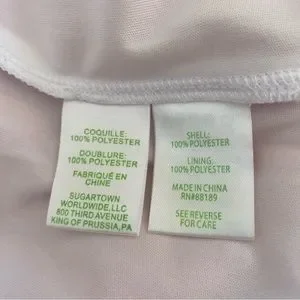 COQUILLE:
100% POLYESTER
DOUBLURE:
100% POLYESTER
FABRIQUÉ EN
CHINE
SUGARTOWN
WORLDWIDE, LLC
800 THIRD AVENUE
KING OF PRUSSIA, PA
SHELL:
100% POLYESTER
LINING:
100% POLYESTER
MADE IN CHINA
RN#88189
SEE REVERSE
FOR CARE